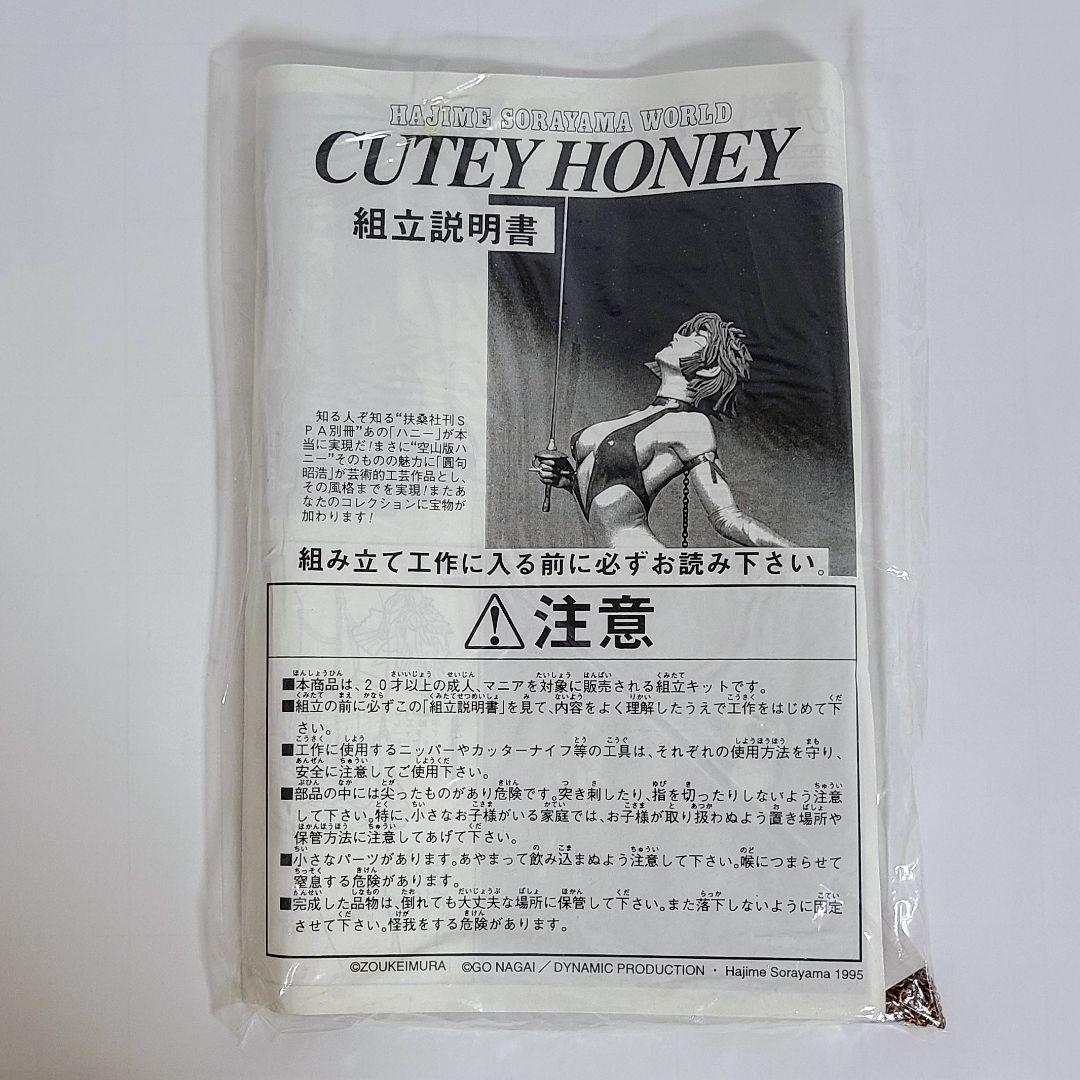 HAJIME SORAYAMA WORLD
CUTEY HONEY
組立説明書
知る人ぞ知る“扶桑社刊S
PA別冊”あの「ハニー」が本
当に実現だ!まさに“空山版ハ
ニー”そのものの魅力に「圓句
昭浩」が芸術的工芸作品とし、
その風格までを実現!またあ
なたのコレクションに宝物が
加わります!
組み立て工作に入る前に必ずお読み下さい。
⚠注意
■本商品は、20才以上の成人、マニアを対象に販売される組立キットです。
■組立の前に必ずこの「組立説明書」を見て、内容をよく理解したうえで工作をはじめて下
さい。
■工作に使用するニッパーやカッターナイフ等の工具は、それぞれの使用方法を守り、
安全に注意してご使用下さい。
■部品の中には尖ったものがあり危険です。突き刺したり、指を切ったりしないよう注意
して下さい。特に、小さなお子様がいる家庭では、お子様が取り扱わぬよう置き場所や
保管方法に注意してあげて下さい。
■小さなパーツがあります。あやまって飲み込まぬよう注意して下さい。喉につまらせて
窒息する危険があります。
■完成した品物は、倒れても大丈夫な場所に保管して下さい。また落下しないように固定
させて下さい。怪我をする危険があります。
©ZOUKEIMURA ©GO NAGAI／DYNAMIC PRODUCTION・Hajime Sorayama 1995